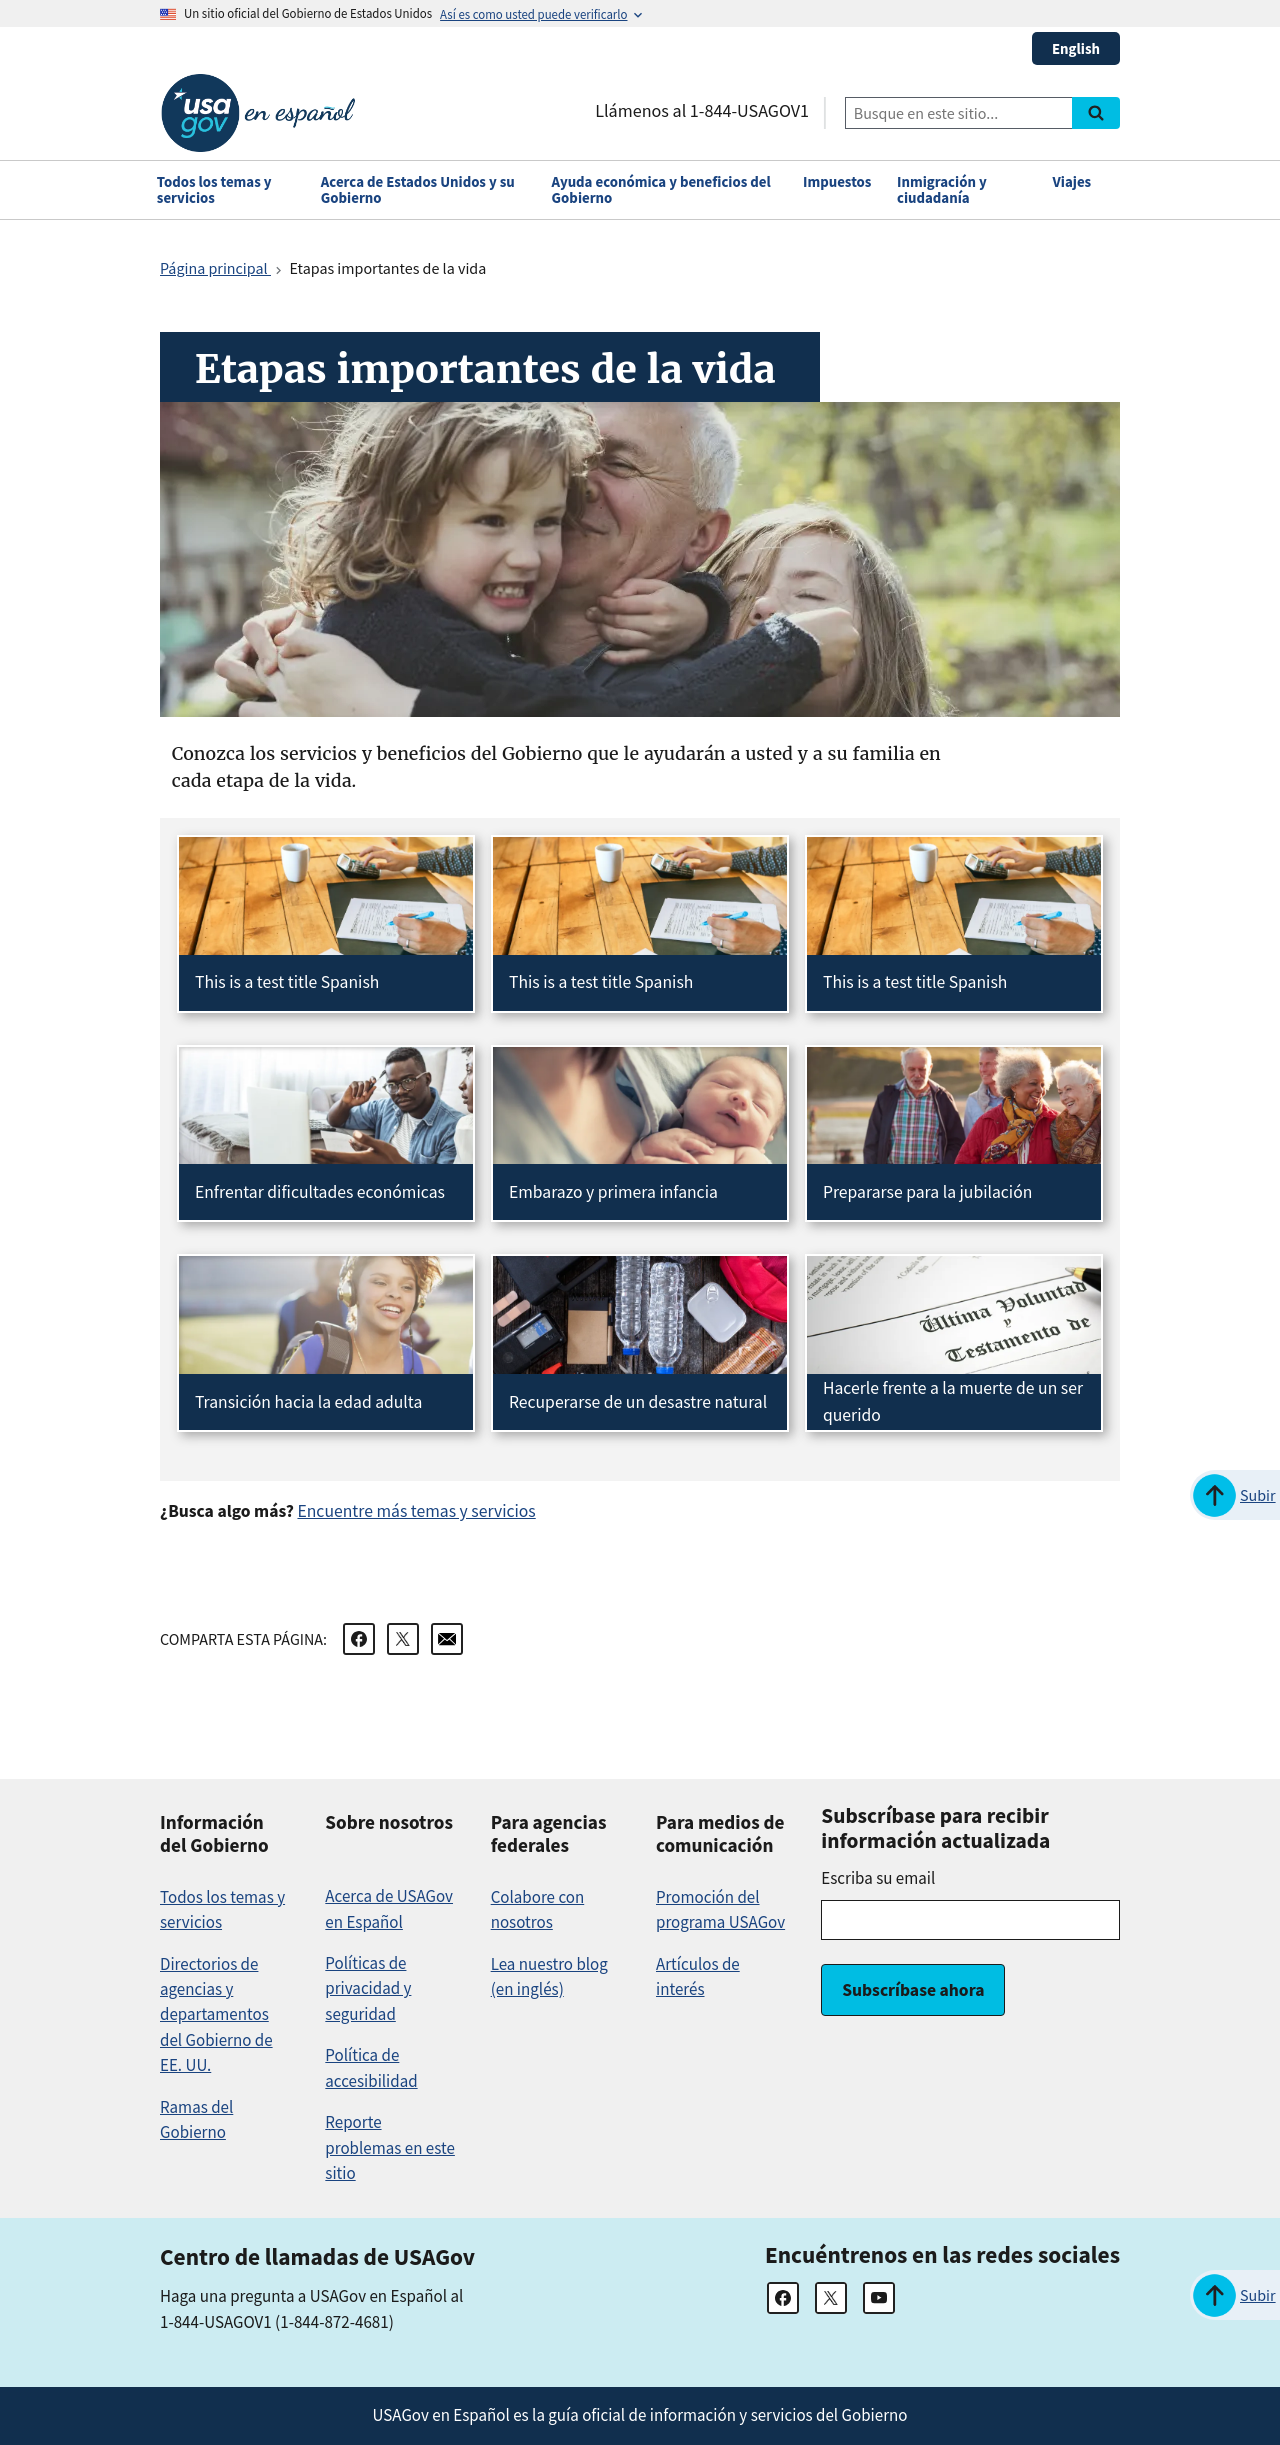 Un sitio oficial del Gobierno de Estados Unidos Así es como usted puede verificarlo
English
usa gov en español
Llámenos al 1-844-USAGOV1
Busque en este sitio...
Todos los temas y servicios
Acerca de Estados Unidos y su Gobierno
Ayuda económica y beneficios del Gobierno
Impuestos
Inmigración y ciudadanía
Viajes
Página principal
Etapas importantes de la vida
Etapas importantes de la vida
Conozca los servicios y beneficios del Gobierno que le ayudarán a usted y a su familia en
cada etapa de la vida.
This is a test title Spanish
This is a test title Spanish
This is a test title Spanish
Enfrentar dificultades económicas
Embarazo y primera infancia
Prepararse para la jubilación
Última Voluntad
y
Testamento de
Transición hacia la edad adulta
Recuperarse de un desastre natural
Hacerle frente a la muerte de un ser
querido
Subir
¿Busca algo más? Encuentre más temas y servicios
COMPARTA ESTA PÁGINA:
Información
del Gobierno
Todos los temas y
servicios
Directorios de
agencias y
departamentos
del Gobierno de
EE. UU.
Ramas del
Gobierno
Sobre nosotros
Acerca de USAGov
en Español
Políticas de
privacidad y
seguridad
Política de
accesibilidad
Reporte
problemas en este
sitio
Para agencias
federales
Colabore con
nosotros
Lea nuestro blog
(en inglés)
Para medios de
comunicación
Promoción del
programa USAGov
Artículos de
interés
Subscríbase para recibir
información actualizada
Escriba su email
Subscríbase ahora
Centro de llamadas de USAGov
Haga una pregunta a USAGov en Español al
1-844-USAGOV1 (1-844-872-4681)
Encuéntrenos en las redes sociales
Subir
USAGov en Español es la guía oficial de información y servicios del Gobierno